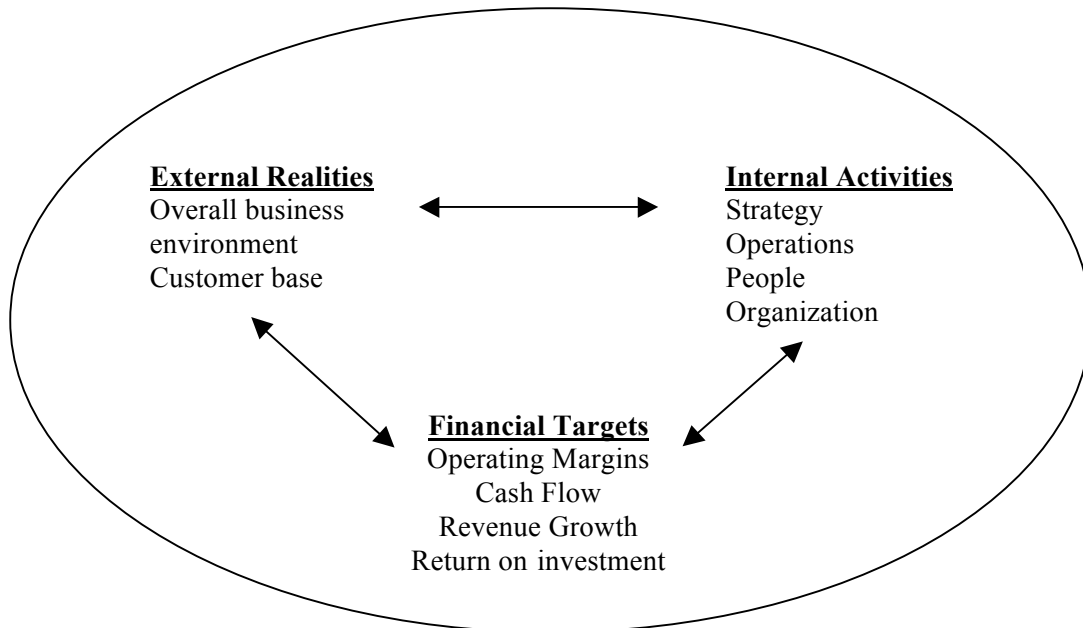 External Realities
Overall business
environment
Customer base
Internal Activities
Strategy
Operations
People
Organization
Financial Targets
Operating Margins
Cash Flow
Revenue Growth
Return on investment